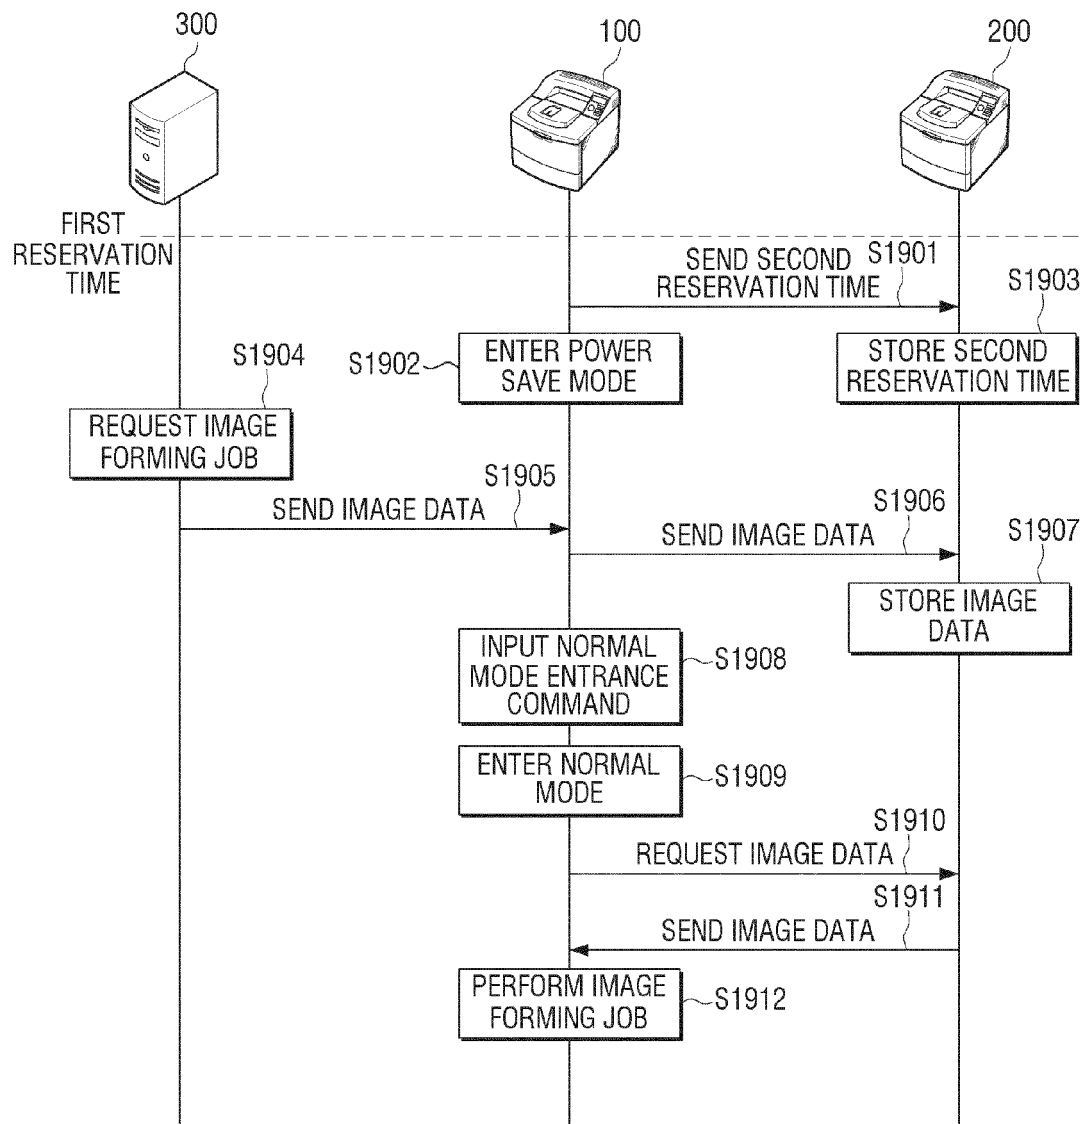 300
100
200
FIRST
RESERVATION
TIME
SEND SECOND
RESERVATION TIME
S1901
S1903
S1902
ENTER POWER
SAVE MODE
STORE SECOND
RESERVATION TIME
S1904
REQUEST IMAGE
FORMING JOB
SEND IMAGE DATA
S1905
SEND IMAGE DATA
S1906
S1907
STORE IMAGE
DATA
INPUT NORMAL
MODE ENTRANCE
COMMAND
S1908
ENTER NORMAL
MODE
S1909
S1910
REQUEST IMAGE DATA
S1911
SEND IMAGE DATA
PERFORM IMAGE
FORMING JOB
S1912